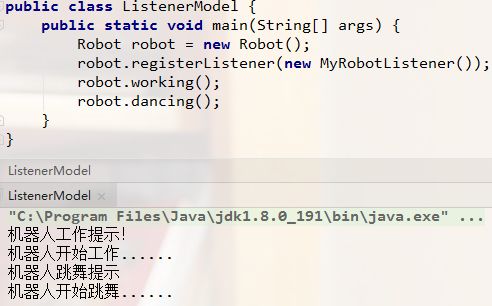 public class ListenerModel {
public static void main(String[] args) {
Robot robot = new Robot();
robot.registerListener(new MyRobotListener());
robot.working();
robot.dancing();
}
}
ListenerModel
ListenerModel ×
"C:\Program Files\Java\jdk1.8.0_191\bin\java.exe" ...
机器人工作提示!
机器人开始工作......
机器人跳舞提示
机器人开始跳舞......